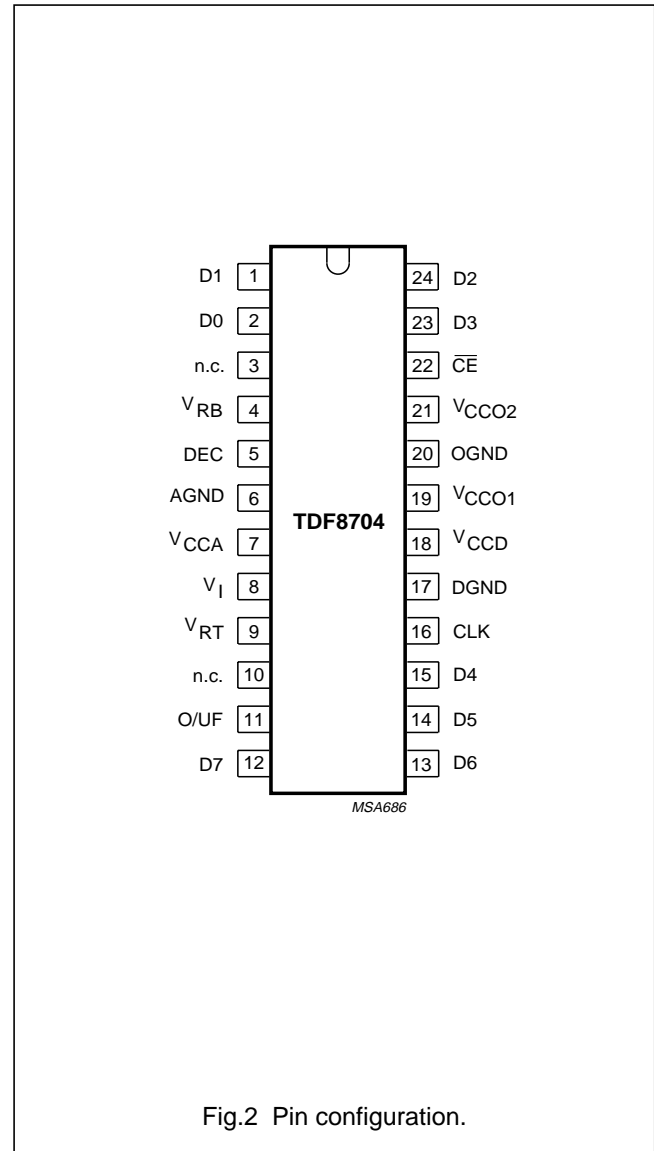 D1 1 24 D2
D0 2 23 D3
n.c. 3 22 C̅E̅
VRB 4 21 VCCO2
DEC 5 20 OGND
AGND 6 19 VCCO1
TDF8704
VCCA 7 18 VCCD
VI 8 17 DGND
VRT 9 16 CLK
n.c. 10 15 D4
O/UF 11 14 D5
D7 12 13 D6
MSA686
Fig.2 Pin configuration.